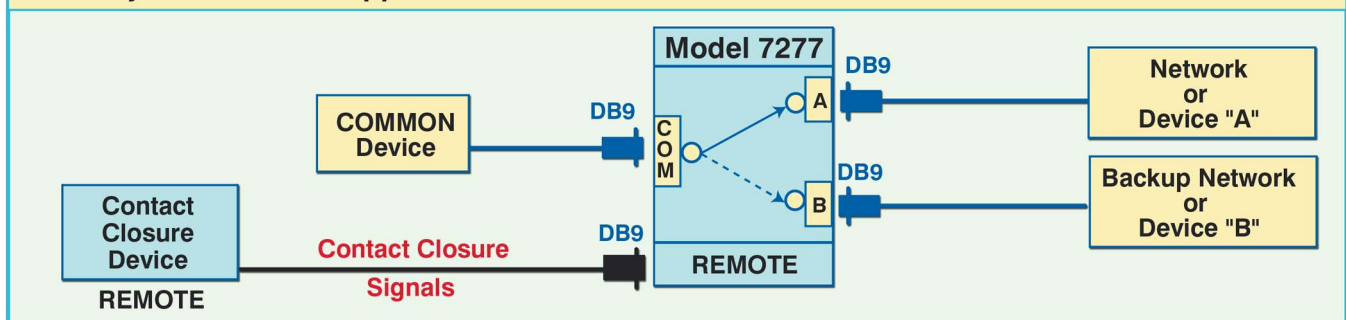 Model 7277
DB9
Network
or
Device "A"
A
DB9
COMMON
Device
COM
DB9
Backup Network
or
Device "B"
B
Contact
Closure
Device
DB9
Contact Closure
Signals
REMOTE
REMOTE